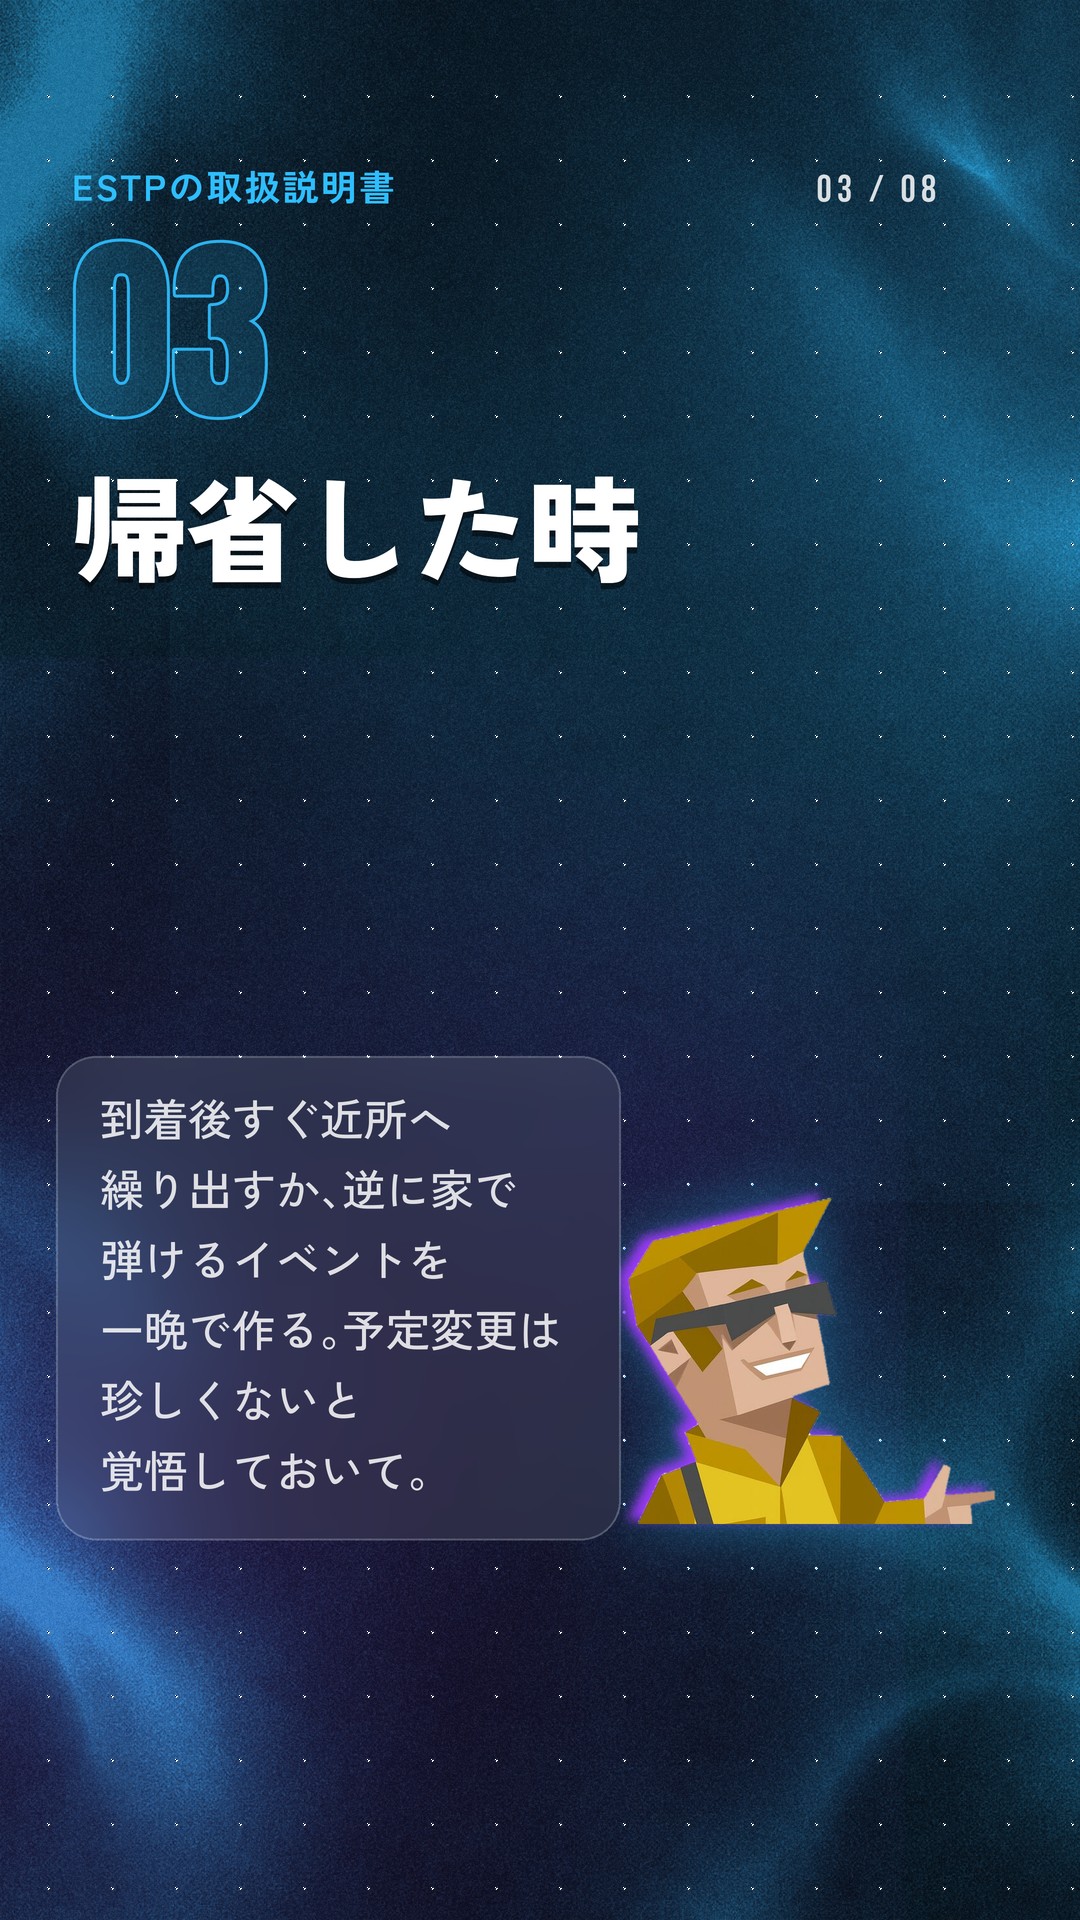 ESTPの取扱説明書
03 / 08
03
帰省した時
到着後すぐ近所へ
繰り出すか、逆に家で
弾けるイベントを
一晩で作る。予定変更は
珍しくないと
覚悟しておいて。